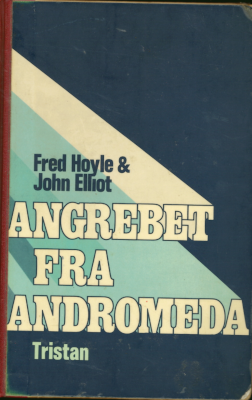 Fred Hoyle &
John Elliot
ANGREBET
FRA
ANDROMEDA
Tristan